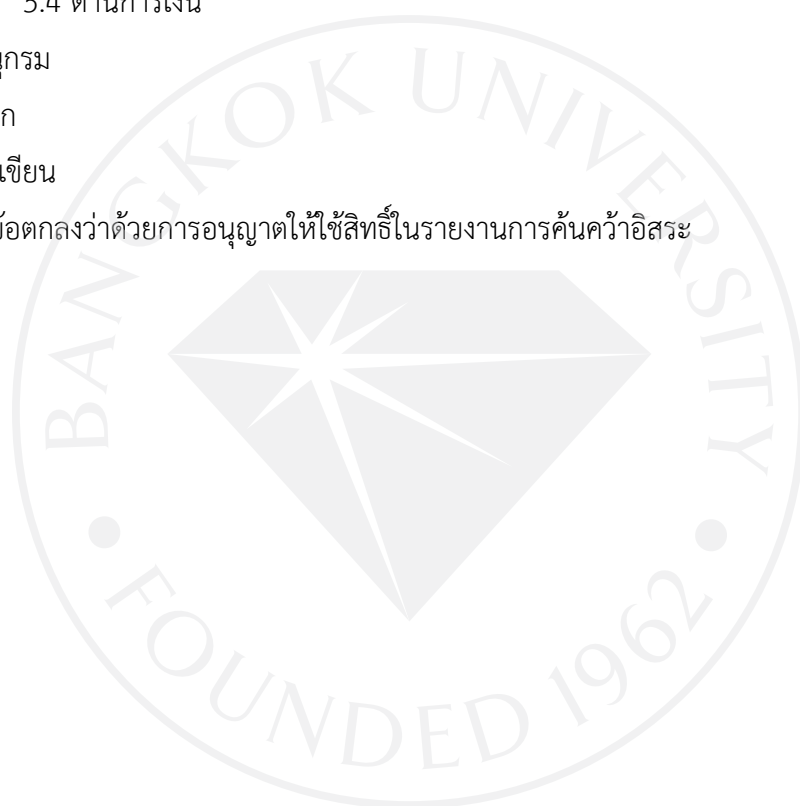 5.4 ด้านการเงิน
นุกรม
ก
เขียน
ข้อตกลงว่าด้วยการอนุญาตให้ใช้สิทธิ์ในรายงานการค้นคว้าอิสระ
BANGKOK UNIVERSITY
FOUNDED 1962